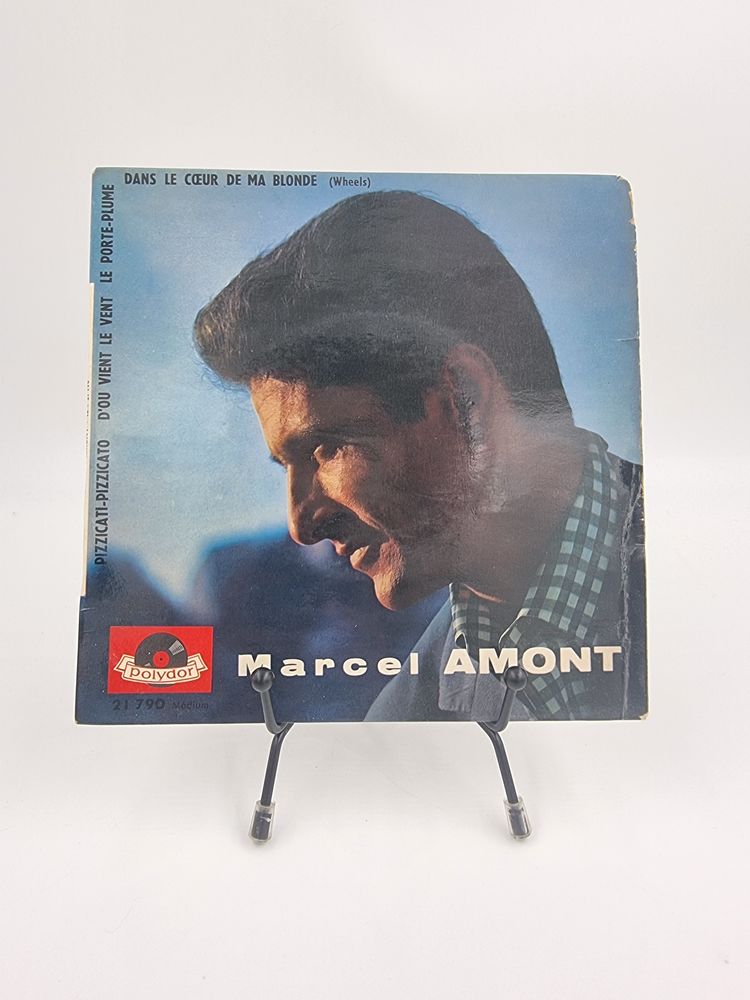 DANS LE CŒUR DE MA BLONDE (Wheels)
PIZZICATI-PIZZICATO D'OU VIENT LE VENT LE PORTE-PLUME
polydor
Marcel AMONT
21 790 Médium